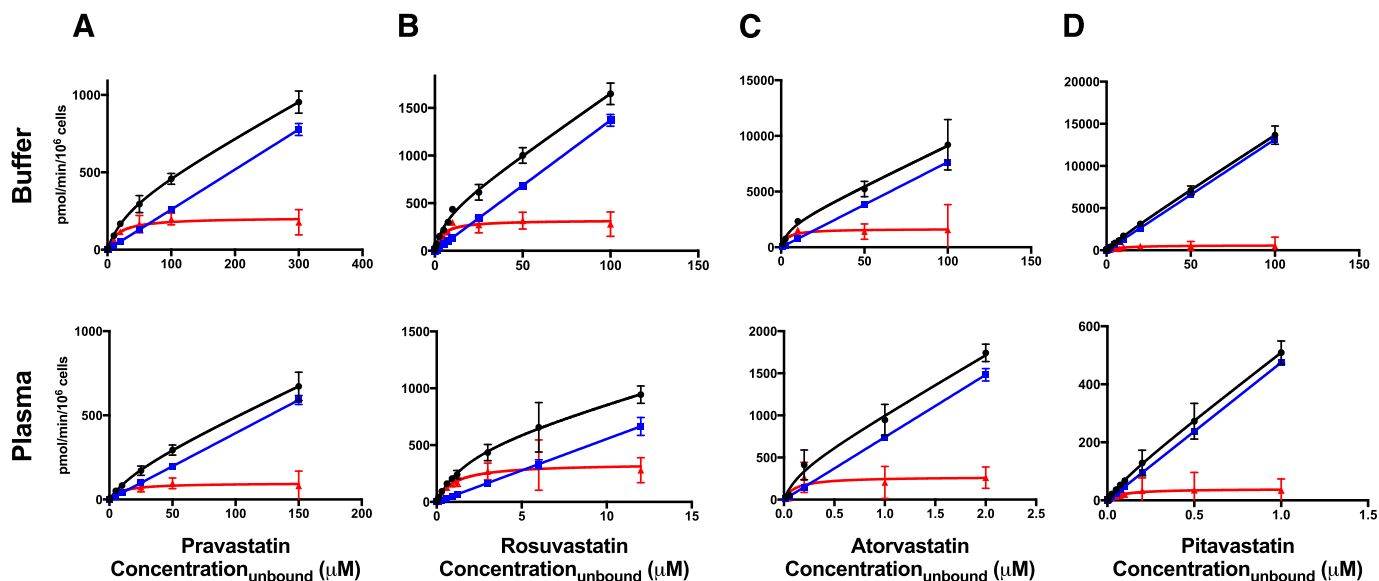 A B C D
Buffer
pmol/min/10⁶ cells
1000
500
0
0 100 200 300 400
1500
1000
500
0
0 50 100 150
15000
10000
5000
0
0 50 100 150
20000
15000
10000
5000
0
0 50 100 150
Plasma
pmol/min/10⁶ cells
1000
500
0
0 50 100 150 200
1500
1000
500
0
0 5 10 15
2000
1500
1000
500
0
0.0 0.5 1.0 1.5 2.0 2.5
600
400
200
0
0.0 0.5 1.0 1.5
Pravastatin
Concentration_unbound (μM)
Rosuvastatin
Concentration_unbound (μM)
Atorvastatin
Concentration_unbound (μM)
Pitavastatin
Concentration_unbound (μM)